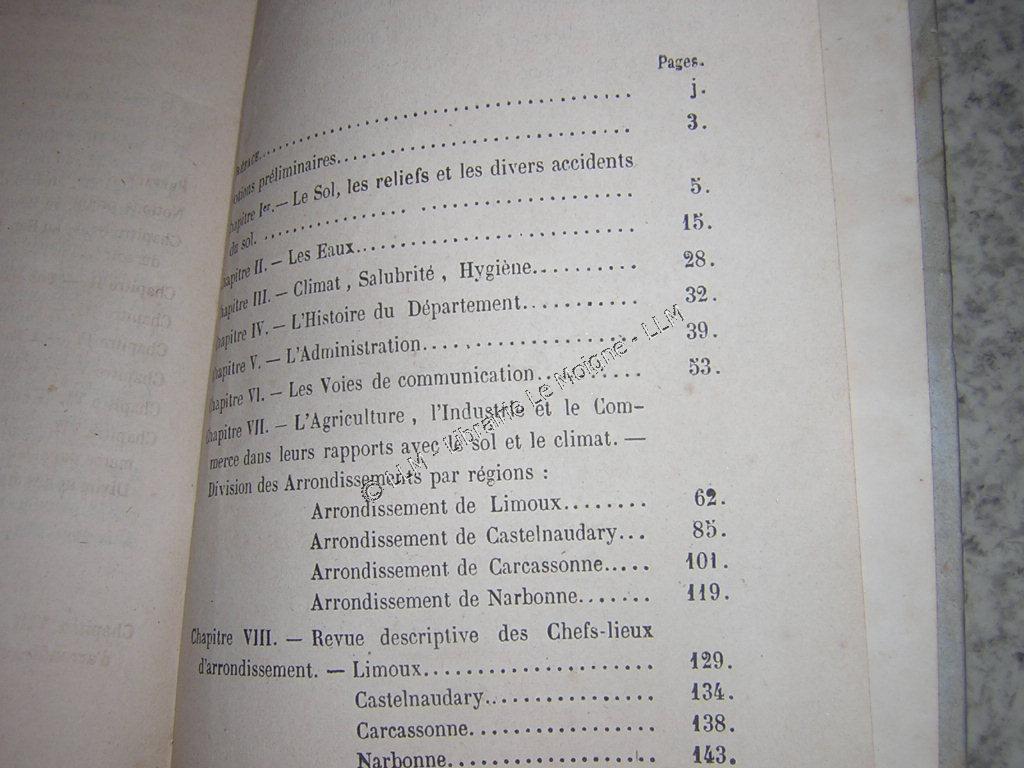 Pages.
j.
préliminaires 3.
Chapitre Ier. — Le Sol, les reliefs et les divers accidents
du sol. 5.
Chapitre II. — Les Eaux 15.
Chapitre III. — Climat, Salubrité, Hygiène 28.
Chapitre IV. — L'Histoire du Département 32.
Chapitre V. — L'Administration 39.
Chapitre VI. — Les Voies de communication 53.
Chapitre VII. — L'Agriculture, l'Industrie et le Com-
merce dans leurs rapports avec le sol et le climat. —
Division des Arrondissements par régions :
Arrondissement de Limoux 62.
Arrondissement de Castelnaudary 85.
Arrondissement de Carcassonne 101.
Arrondissement de Narbonne 119.
Chapitre VIII. — Revue descriptive des Chefs-lieux
d'arrondissement. — Limoux 129.
Castelnaudary 134.
Carcassonne 138.
Narbonne 143.
© LLM - Librairie Le Moigne - LLM